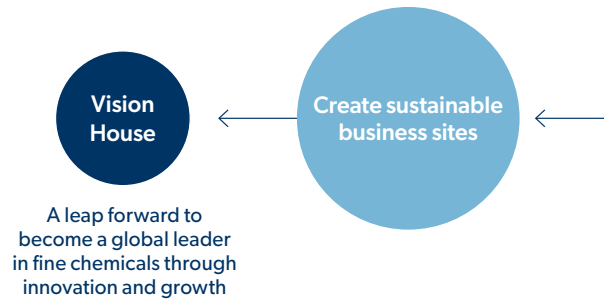 Vision
House
Create sustainable
business sites
A leap forward to
become a global leader
in fine chemicals through
innovation and growth